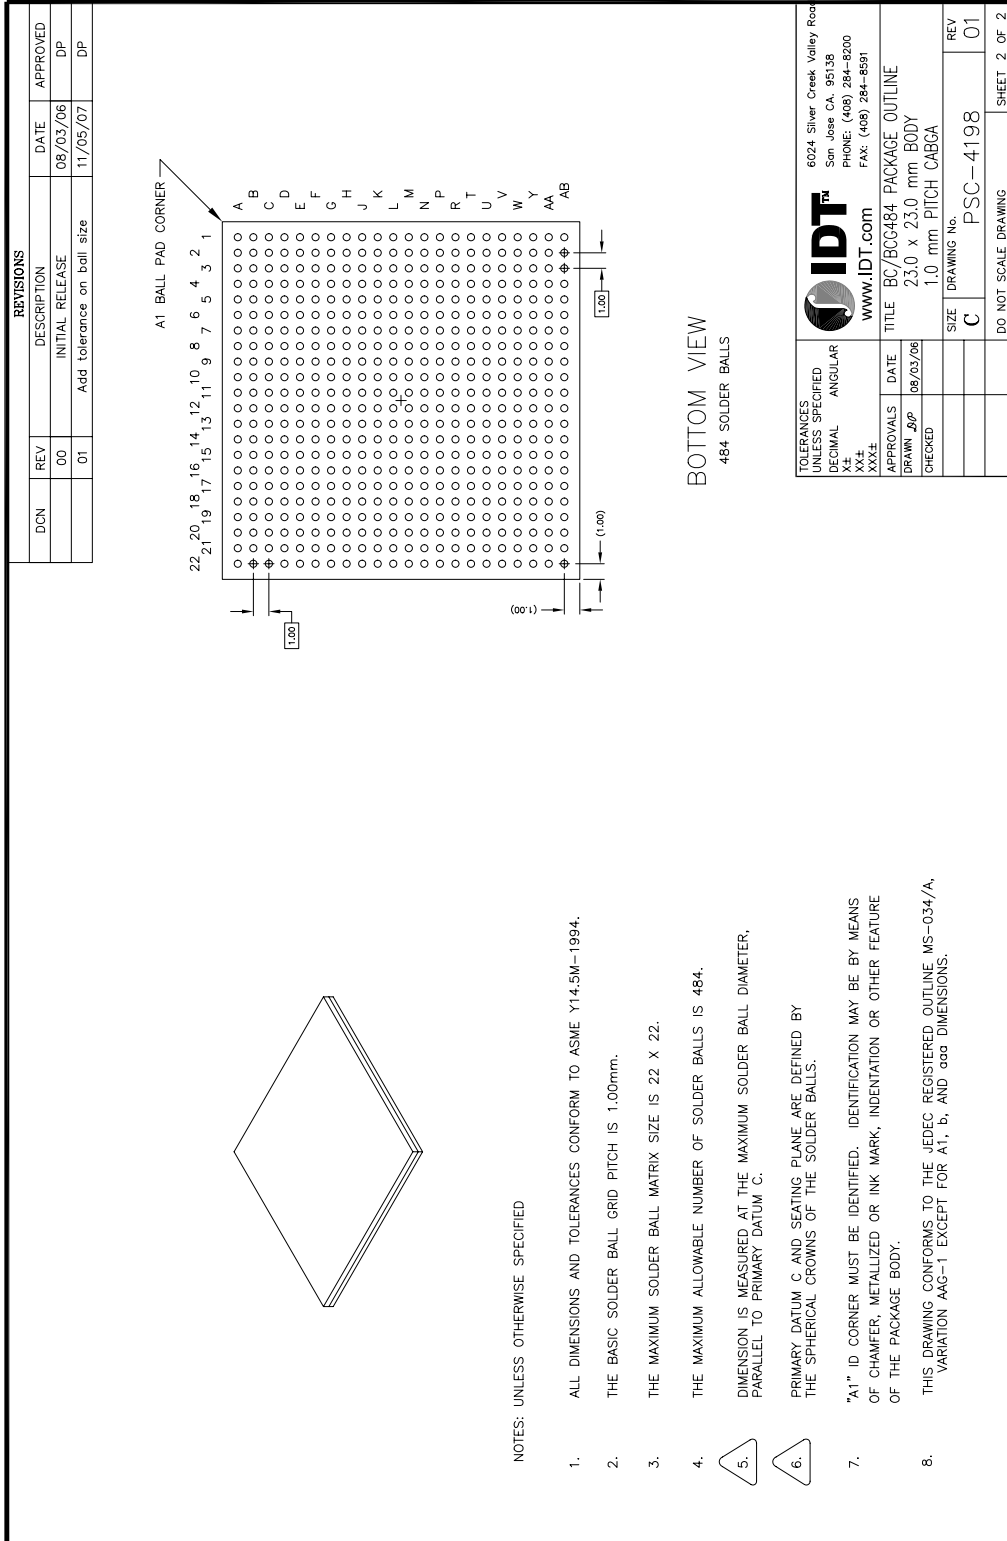 REVISIONS
DCN REV DESCRIPTION DATE APPROVED
00 INITIAL RELEASE 08/03/06 DP
01 Add tolerance on ball size 11/05/07 DP
A1 BALL PAD CORNER
22 21 20 19 18 17 16 15 14 13 12 11 10 9 8 7 6 5 4 3 2 1
A
B
C
D
E
F
G
H
J
K
L
M
N
P
R
T
U
V
W
Y
AA
AB
1.00
(1.00)
(1.00)
1.00
BOTTOM VIEW
484 SOLDER BALLS
NOTES: UNLESS OTHERWISE SPECIFIED
1. ALL DIMENSIONS AND TOLERANCES CONFORM TO ASME Y14.5M-1994.
2. THE BASIC SOLDER BALL GRID PITCH IS 1.00mm.
3. THE MAXIMUM SOLDER BALL MATRIX SIZE IS 22 X 22.
4. THE MAXIMUM ALLOWABLE NUMBER OF SOLDER BALLS IS 484.
5. DIMENSION IS MEASURED AT THE MAXIMUM SOLDER BALL DIAMETER,
PARALLEL TO PRIMARY DATUM C.
6. PRIMARY DATUM C AND SEATING PLANE ARE DEFINED BY
THE SPHERICAL CROWNS OF THE SOLDER BALLS.
7. "A1" ID CORNER MUST BE IDENTIFIED. IDENTIFICATION MAY BE BY MEANS
OF CHAMFER, METALLIZED OR INK MARK, INDENTATION OR OTHER FEATURE
OF THE PACKAGE BODY.
8. THIS DRAWING CONFORMS TO THE JEDEC REGISTERED OUTLINE MS-034/A,
VARIATION AAG-1 EXCEPT FOR A1, b, AND aaa DIMENSIONS.
TOLERANCES
UNLESS SPECIFIED
DECIMAL ANGULAR
X±
XX±
XXX±
APPROVALS DATE
DRAWN 08/03/06
CHECKED
IDT™
www.IDT.com
6024 Silver Creek Valley Road
San Jose CA, 95138
PHONE: (408) 284-8200
FAX: (408) 284-8591
TITLE BC/BCG484 PACKAGE OUTLINE
23.0 x 23.0 mm BODY
1.0 mm PITCH CABGA
SIZE DRAWING No. REV
C PSC-4198 01
DO NOT SCALE DRAWING SHEET 2 OF 2